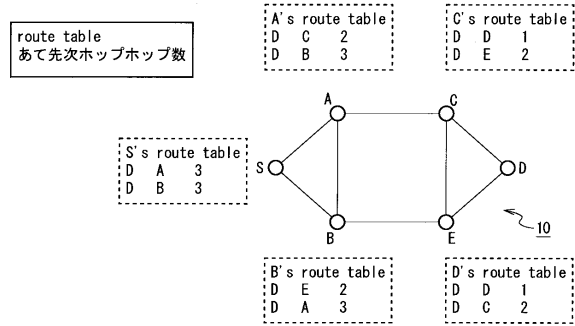 route table
あて先次ホップホップ数
A's route table
D C 2
D B 3
C's route table
D D 1
D E 2
S's route table
D A 3
D B 3
A
C
S
D
B
E
10
B's route table
D E 2
D A 3
D's route table
D D 1
D C 2